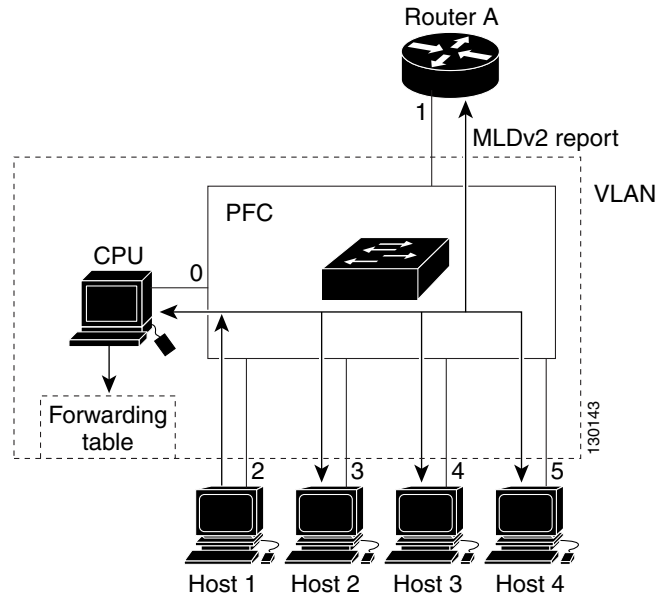 Router A
1
MLDv2 report
VLAN
PFC
CPU
0
Forwarding
table
130143
2
3
4
5
Host 1
Host 2
Host 3
Host 4